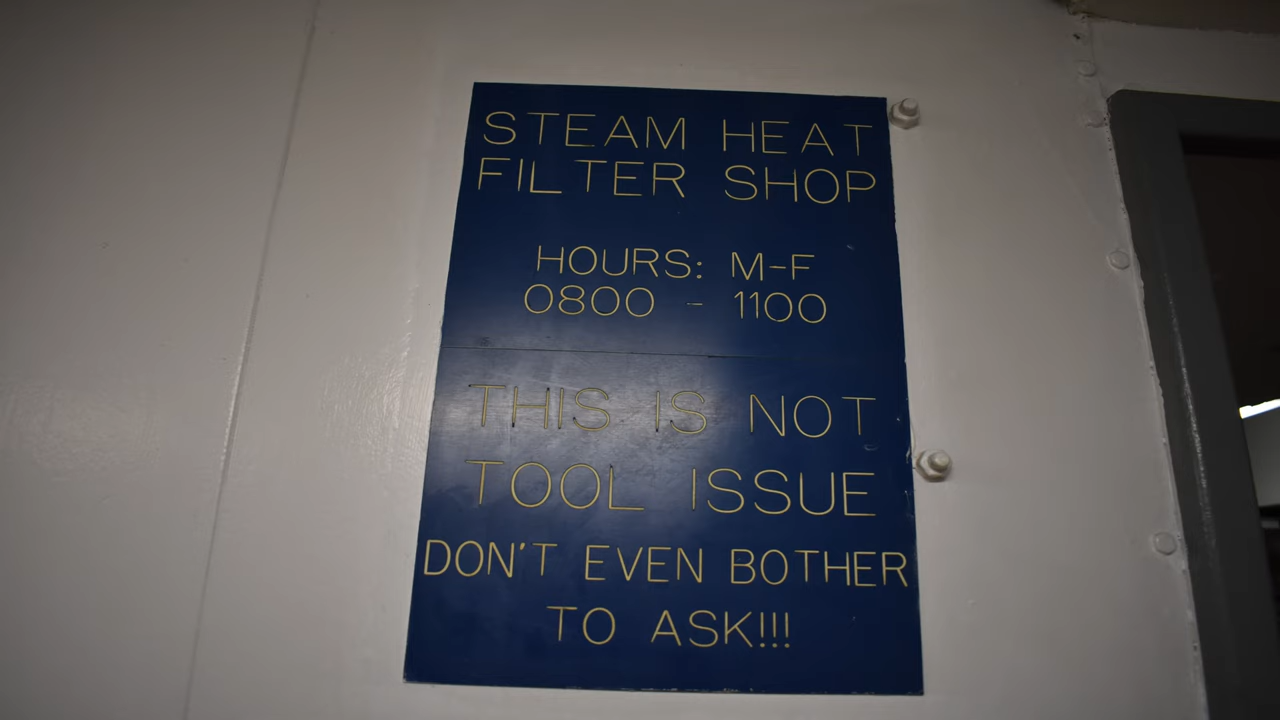 STEAM HEAT
FILTER SHOP
HOURS: M-F
0800 - 1100
THIS IS NOT
TOOL ISSUE
DON'T EVEN BOTHER
TO ASK!!!